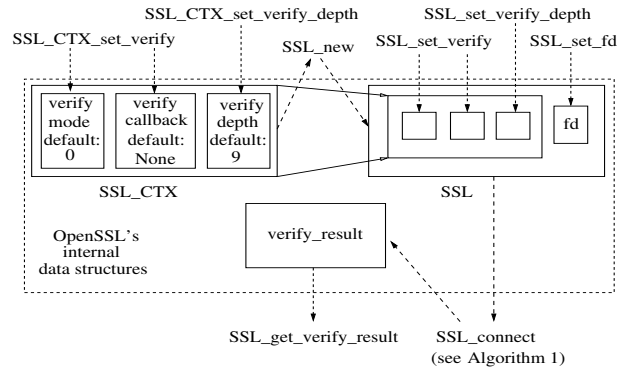 SSL_CTX_set_verify_depth
SSL_set_verify_depth
SSL_CTX_set_verify
SSL_new
SSL_set_verify
SSL_set_fd
verify
mode
default:
0
verify
callback
default:
None
verify
depth
default:
9
fd
SSL_CTX
SSL
OpenSSL's
internal
data structures
verify_result
SSL_get_verify_result
SSL_connect
(see Algorithm 1)